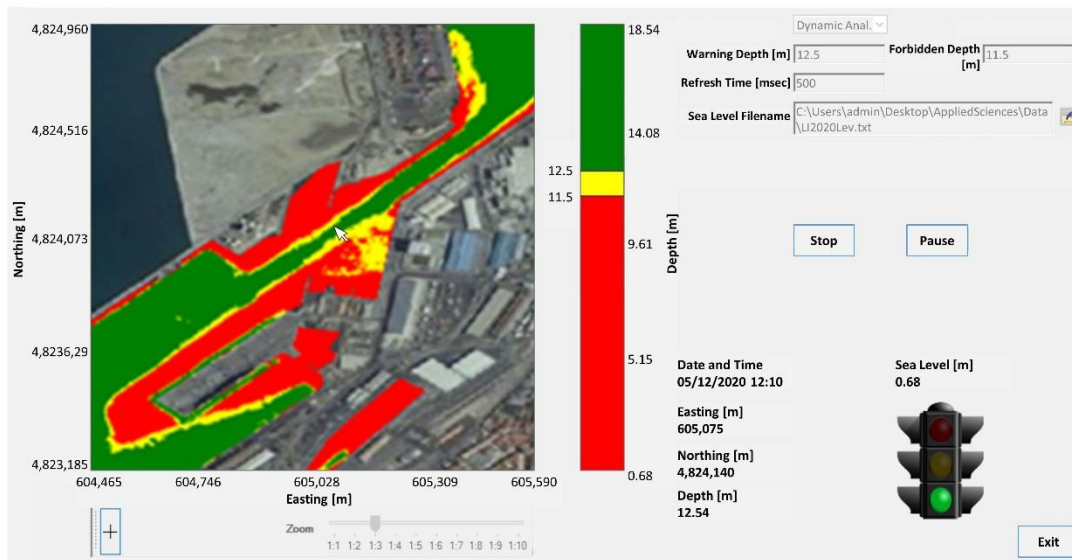 4,824,960
4,824,516
4,824,073
4,8236,29
4,823,185
Northing [m]
604,465 604,746 605,028 605,309 605,590
Easting [m]
Zoom
1:1 1:2 1:3 1:4 1:5 1:6 1:7 1:8 1:9 1:10
+
18.54
14.08
12.5
11.5
9.61
5.15
0.68
Depth [m]
Dynamic Anal.
Warning Depth [m] 12.5 Forbidden Depth [m] 11.5
Refresh Time [msec] 500
Sea Level Filename C:\Users\admin\Desktop\AppliedSciences\Data
\LI2020Lev.txt
Stop Pause
Date and Time Sea Level [m]
05/12/2020 12:10 0.68
Easting [m]
605,075
Northing [m]
4,824,140
Depth [m]
12.54
Exit